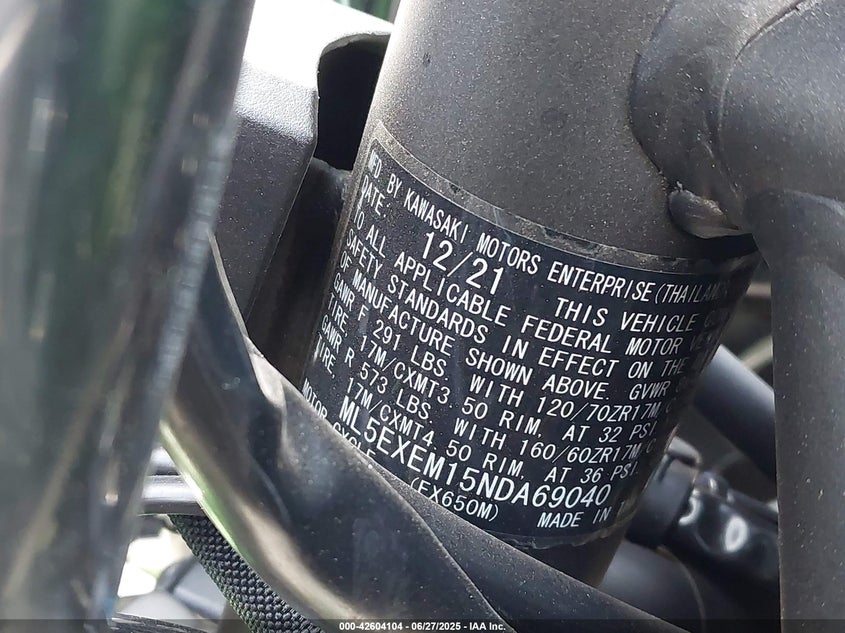 MFD. BY KAWASAKI MOTORS ENTERPRISE (THAILAND
DATE. 12/21 THIS VEHICLE
TO ALL APPLICABLE FEDERAL MOTOR
SAFETY STANDARDS IN EFFECT ON THE
OF MANUFACTURE SHOWN ABOVE. GVWR
GAWR F 291 LBS. WITH 120/70ZR17M/C
TIRE. 17M/CXMT3.50 RIM. AT 32 PSI.
GAWR R 573 LBS. WITH 160/60ZR17M/C
TIRE. 17M/CXMT4.50 RIM. AT 36 PSI.
ML5EXEM15NDA69040
MOTOR CYCLE (EX650M) MADE IN
000-42604104 | 06/27/2025 - IAA Inc.